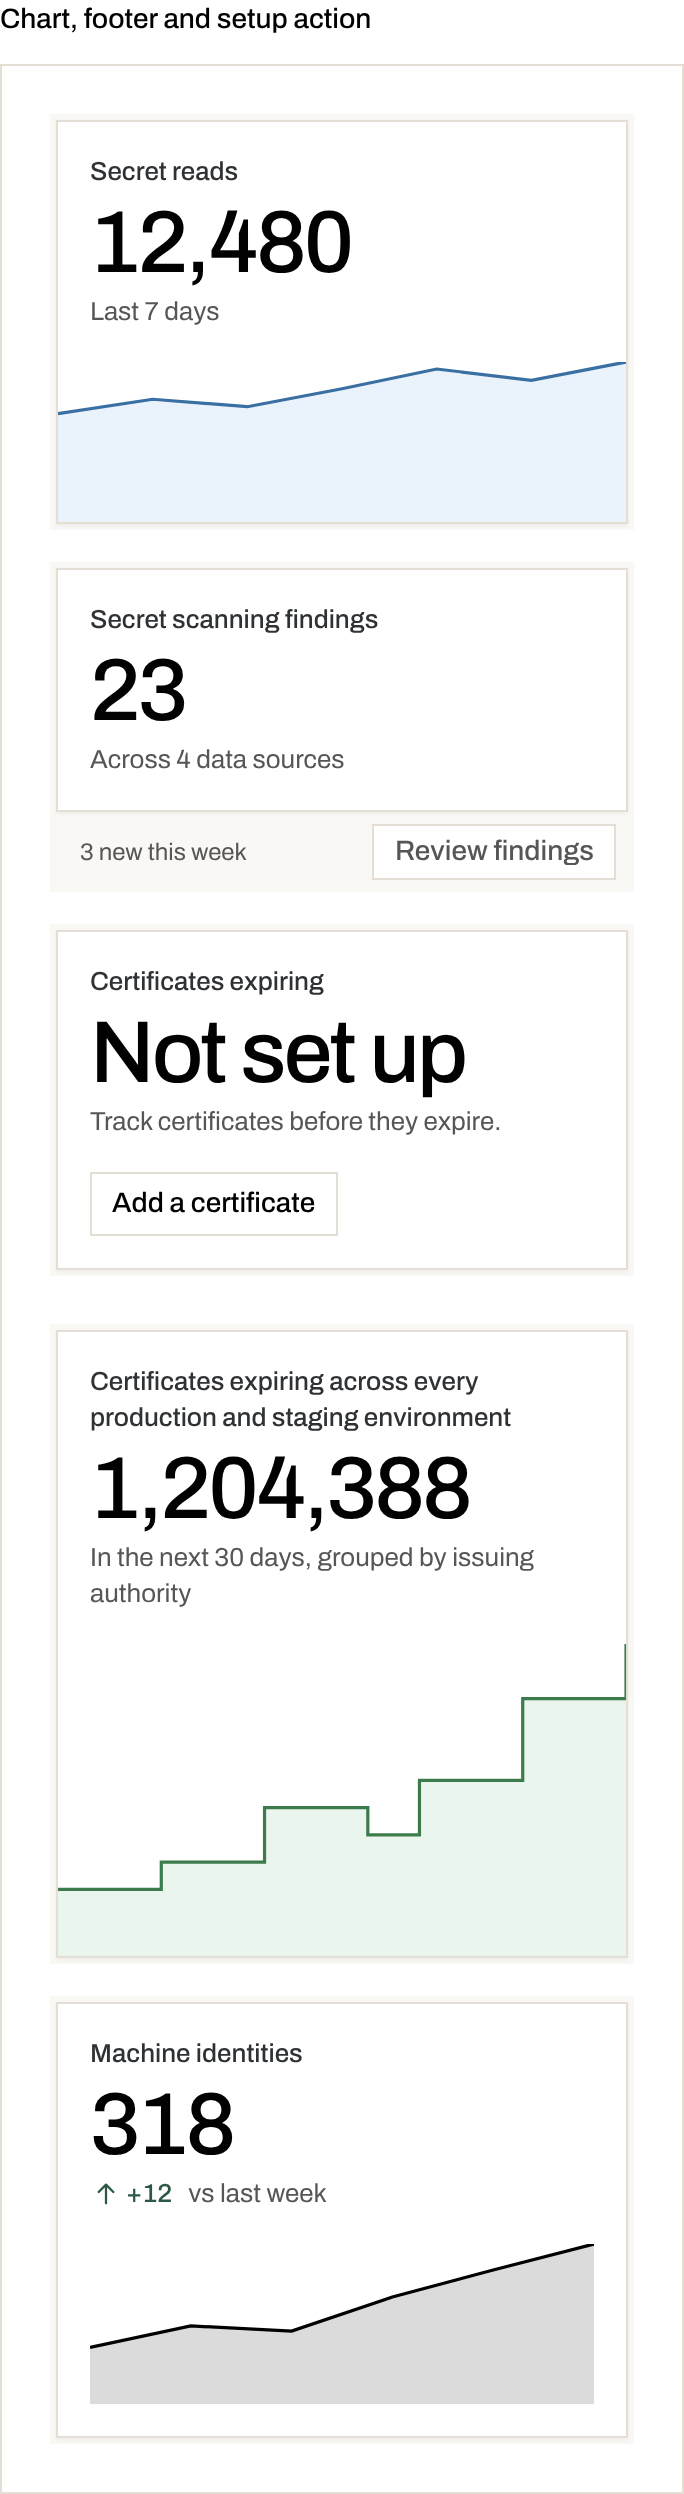 Chart, footer and setup action
Secret reads
12,480
Last 7 days
Secret scanning findings
23
Across 4 data sources
3 new this week
Review findings
Certificates expiring
Not set up
Track certificates before they expire.
Add a certificate
Certificates expiring across every
production and staging environment
1,204,388
In the next 30 days, grouped by issuing
authority
Machine identities
318
↑ +12 vs last week